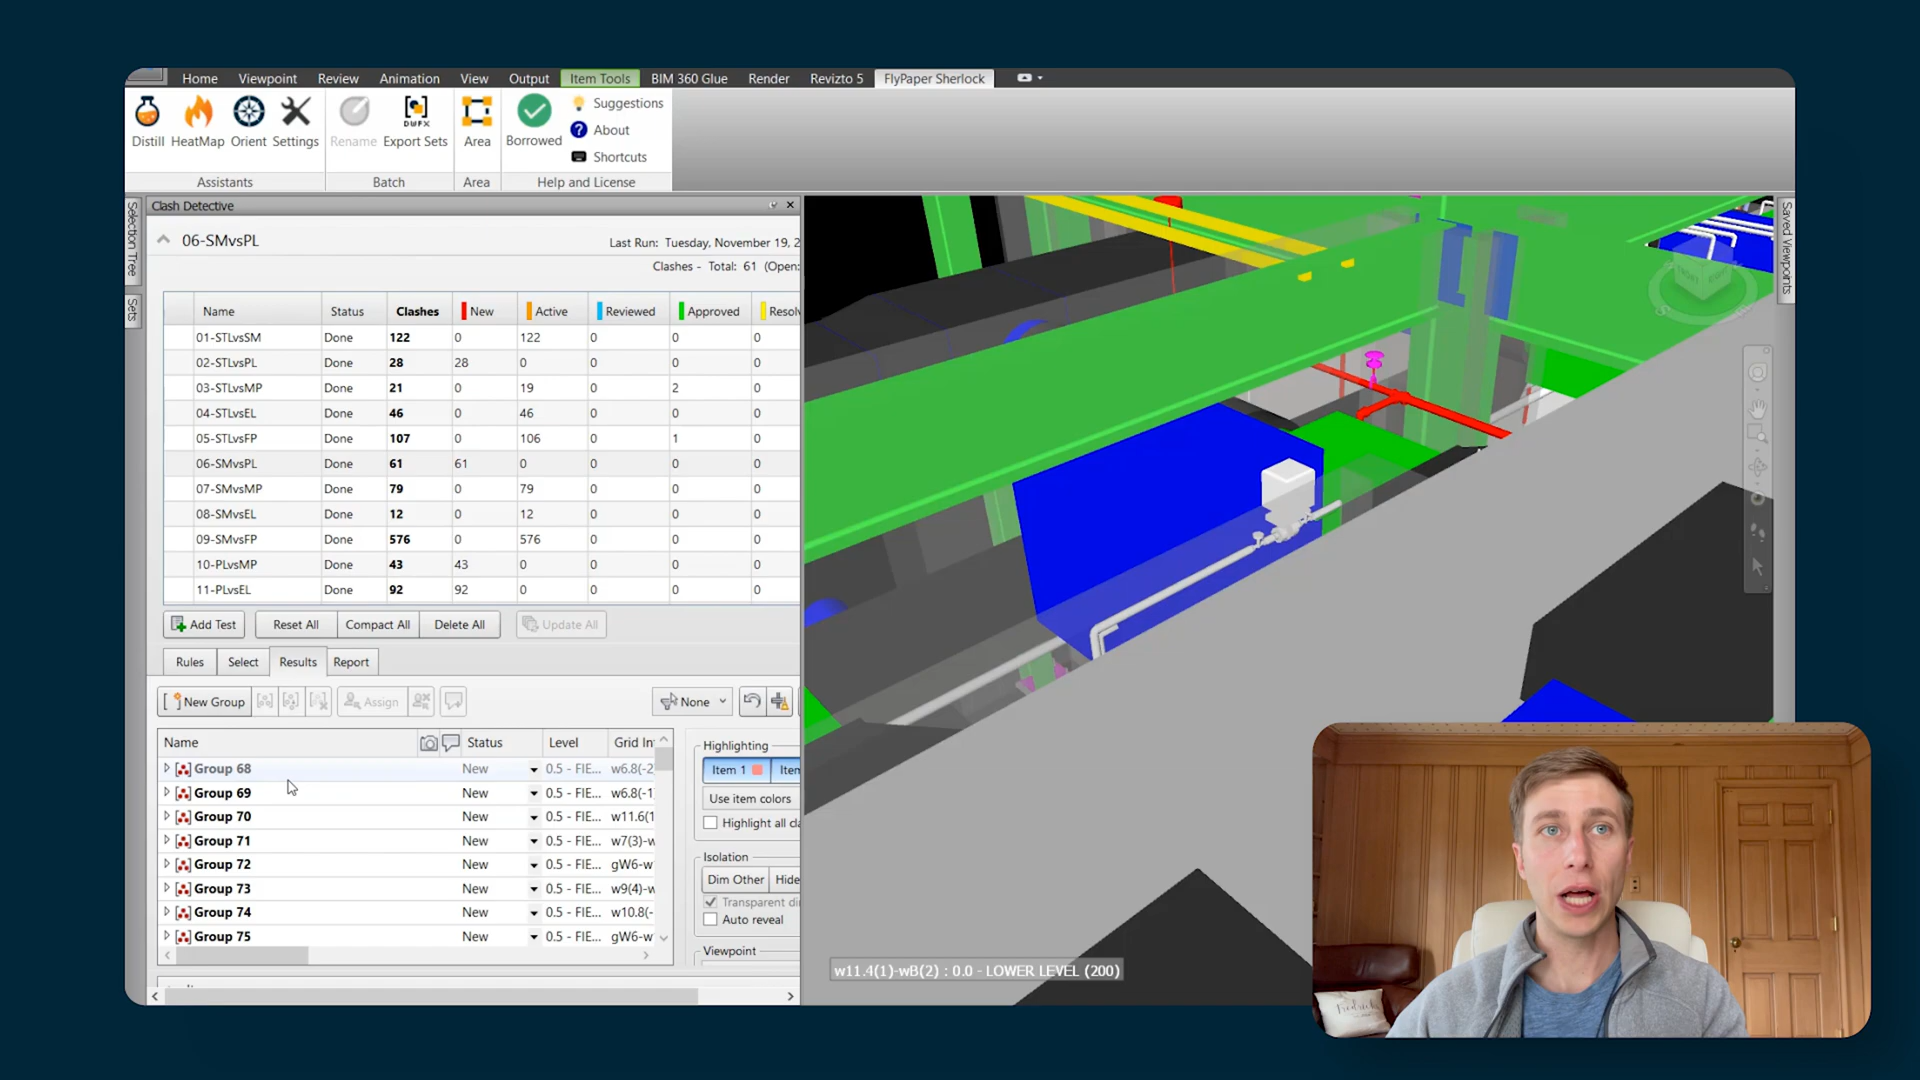 Home Viewpoint Review Animation View Output Item Tools BIM 360 Glue Render Revizto 5 FlyPaper Sherlock
Distill HeatMap Orient Settings Rename Export Sets Area Borrowed
DWFX
Suggestions
About
Shortcuts
Assistants Batch Area Help and License
Selection Tree
Sets
Saved Viewpoints
Clash Detective
06-SMvsPL
Last Run: Tuesday, November 19, 2
Clashes - Total: 61 (Open:
Name Status Clashes New Active Reviewed Approved Resolv
01-STLvsSM Done 122 0 122 0 0 0
02-STLvsPL Done 28 28 0 0 0 0
03-STLvsMP Done 21 0 19 0 2 0
04-STLvsEL Done 46 0 46 0 0 0
05-STLvsFP Done 107 0 106 0 1 0
06-SMvsPL Done 61 61 0 0 0 0
07-SMvsMP Done 79 0 79 0 0 0
08-SMvsEL Done 12 0 12 0 0 0
09-SMvsFP Done 576 0 576 0 0 0
10-PLvsMP Done 43 43 0 0 0 0
11-PLvsEL Done 92 92 0 0 0 0
Add Test Reset All Compact All Delete All Update All
Rules Select Results Report
New Group Assign None
Name Status Level Grid In
Group 68 New 0.5 - FIE... w6.8(-2
Group 69 New 0.5 - FIE... w6.8(-1
Group 70 New 0.5 - FIE... w11.6(1
Group 71 New 0.5 - FIE... w7(3)-w
Group 72 New 0.5 - FIE... gW6-w
Group 73 New 0.5 - FIE... w9(4)-w
Group 74 New 0.5 - FIE... w10.8(-
Group 75 New 0.5 - FIE... gW6-w
Highlighting
Item 1 Iten
Use item colors
Highlight all cla
Isolation
Dim Other Hide
Transparent di
Auto reveal
Viewpoint
w11.4(1)-wB(2) : 0.0 - LOWER LEVEL (200)